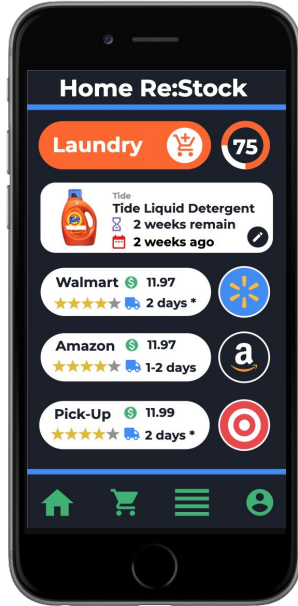 Home Re:Stock
Laundry
75
Tide
Tide
Tide Liquid Detergent
2 weeks remain
2 weeks ago
Walmart $ 11.97
2 days *
Amazon $ 11.97
a
1-2 days
Pick-Up $ 11.99
2 days *